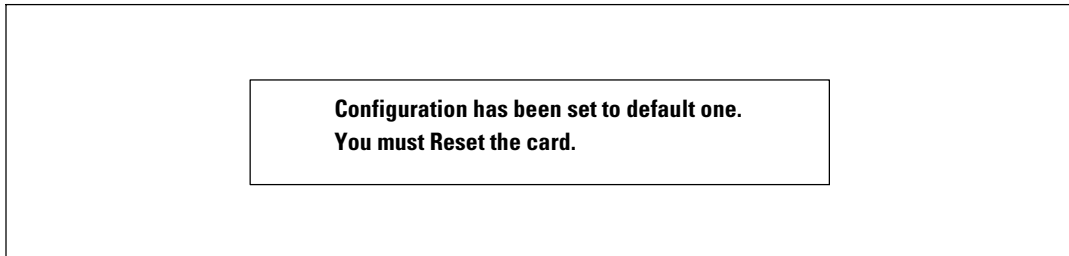 Configuration has been set to default one.
You must Reset the card.